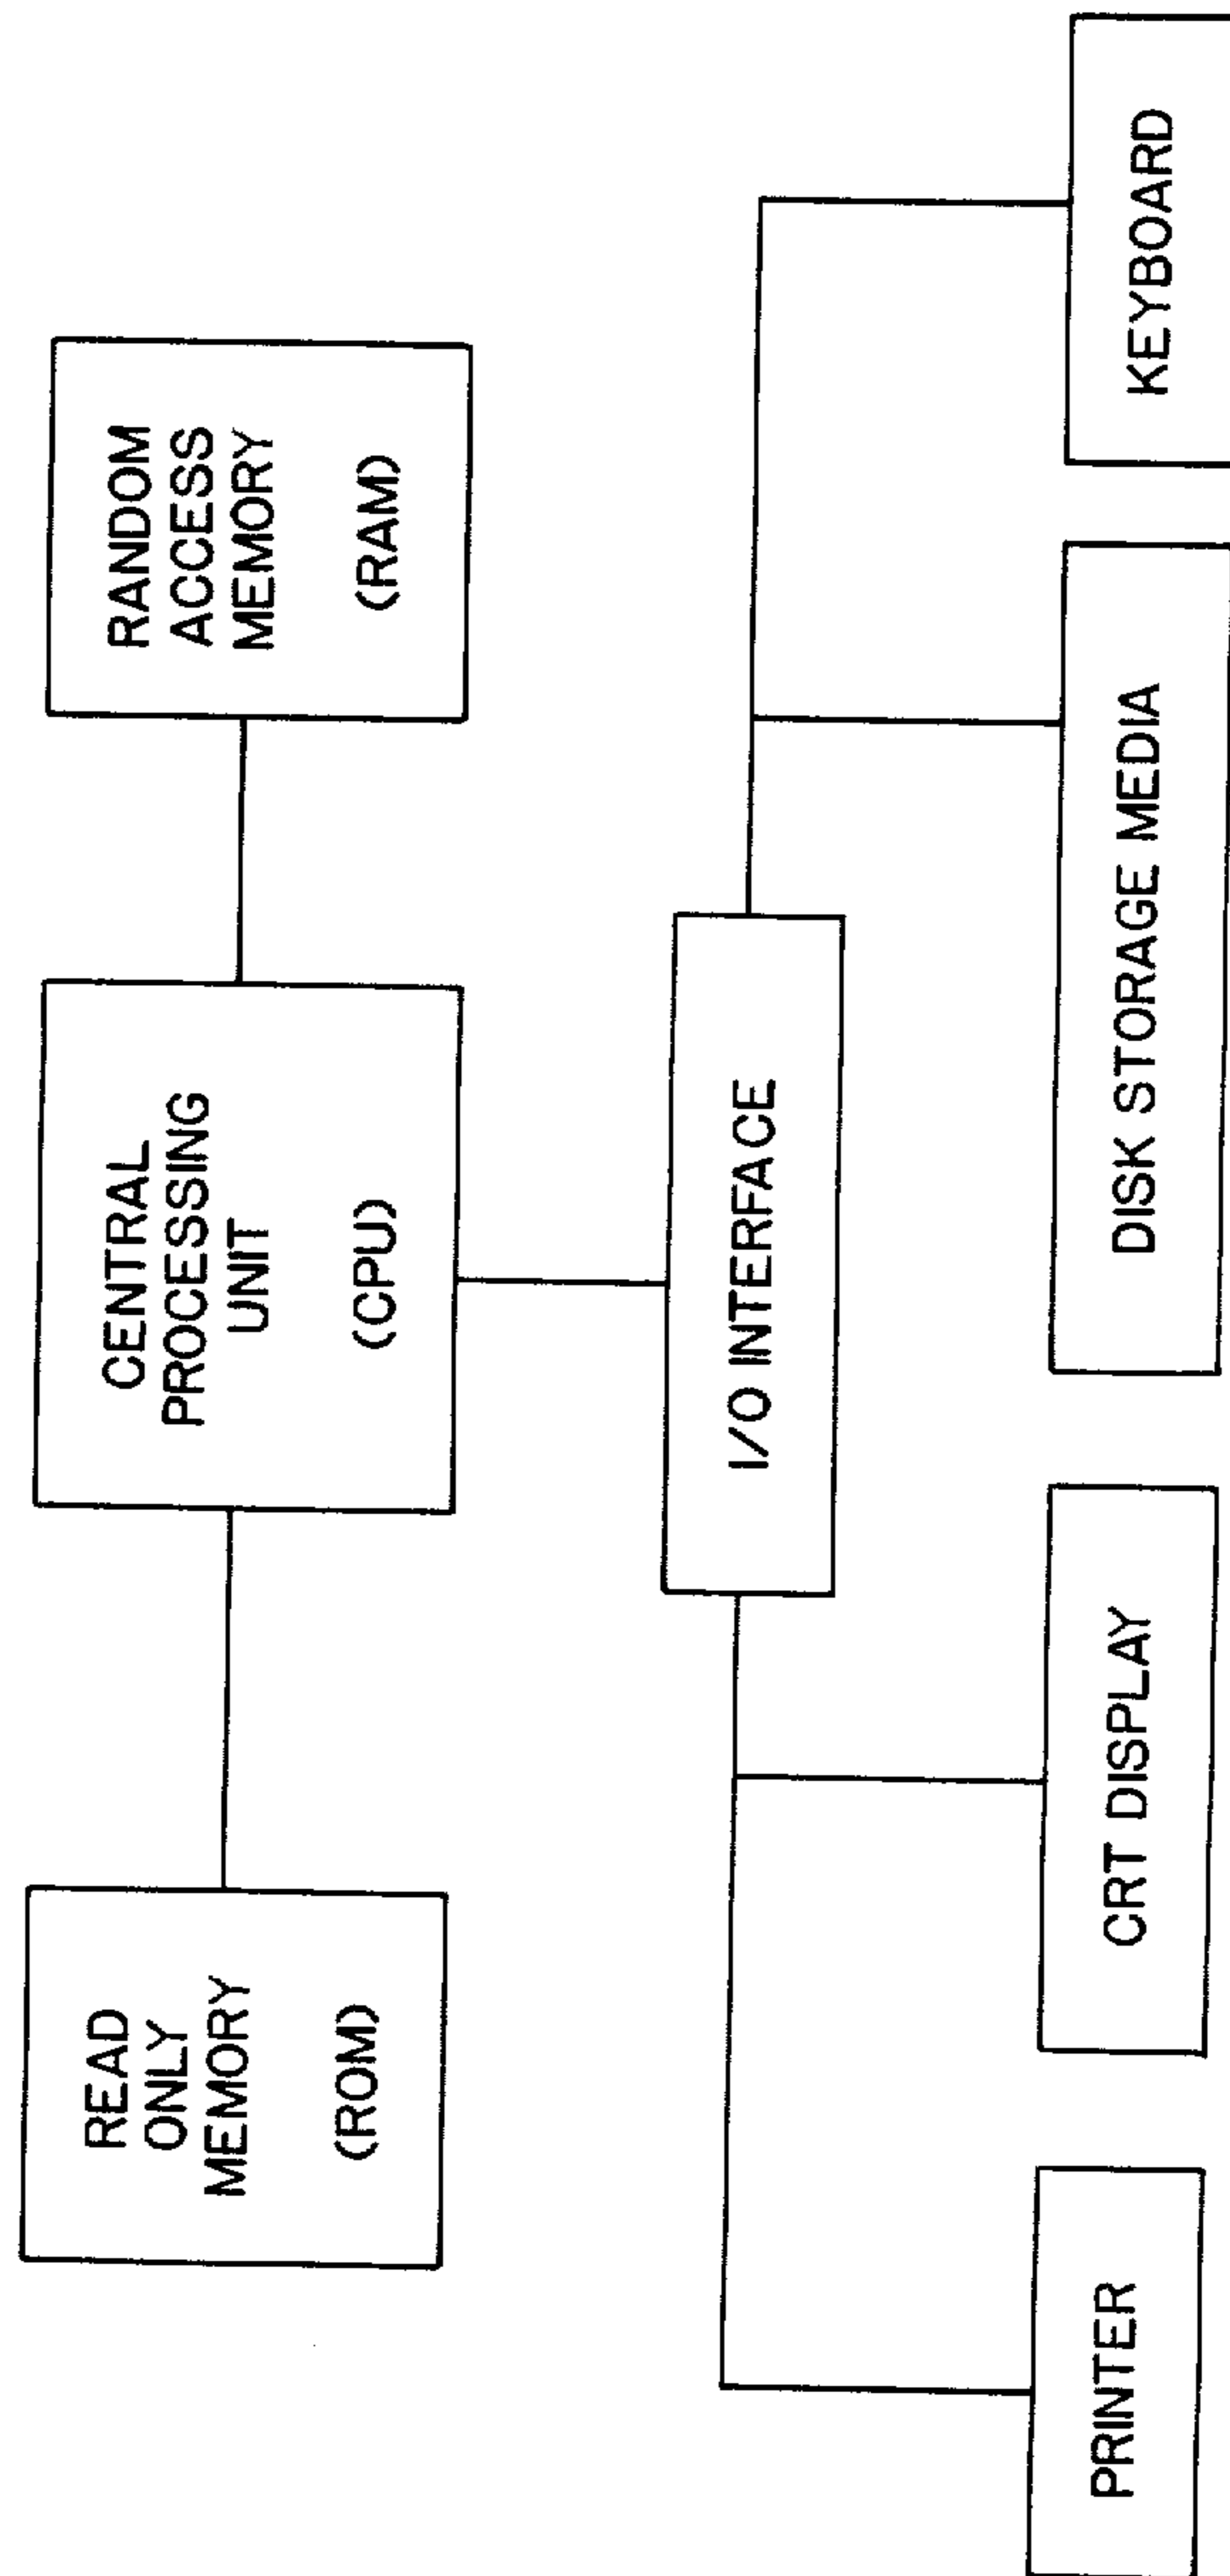 READ
ONLY
MEMORY
(ROM)
CENTRAL
PROCESSING
UNIT
(CPU)
RANDOM
ACCESS
MEMORY
(RAM)
I/O INTERFACE
PRINTER
CRT DISPLAY
DISK STORAGE MEDIA
KEYBOARD